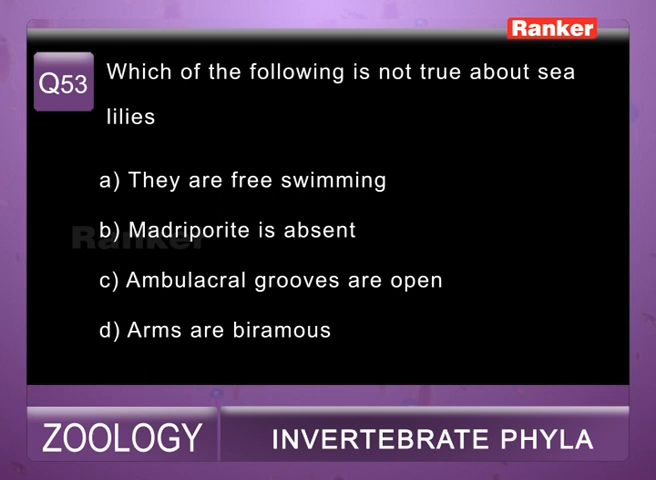 Ranker
Q53
Which of the following is not true about sea
lilies
a) They are free swimming
b) Madriporite is absent
Ranker
c) Ambulacral grooves are open
d) Arms are biramous
ZOOLOGY
INVERTEBRATE PHYLA